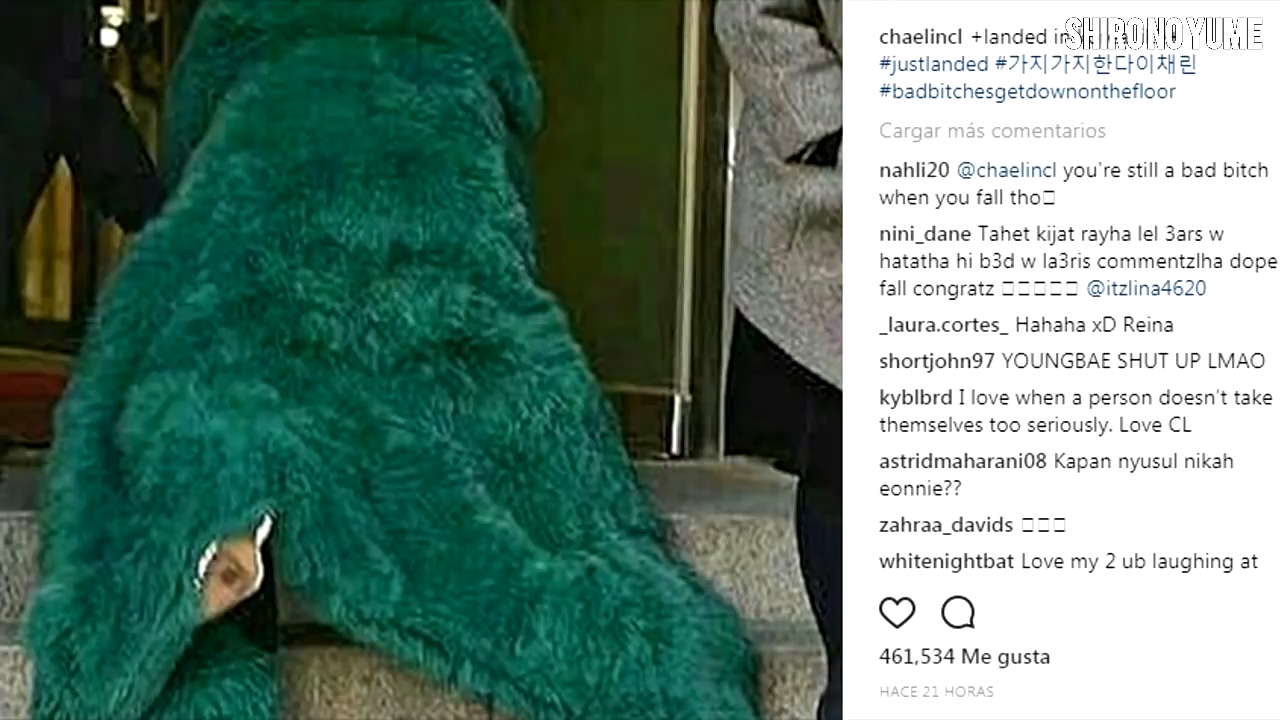 chaelincl +landed in
SHIRONOYUME
#justlanded #가지가지한다이채린
#badbitchesgetdownonthefloor
Cargar más comentarios
nahli20 @chaelincl you're still a bad bitch
when you fall tho
nini_dane Tahet kijat rayha lel 3ars w
hatatha hi b3d w la3ris commentzlha dope
fall congratz @itzlina4620
_laura.cortes_ Hahaha xD Reina
shortjohn97 YOUNGBAE SHUT UP LMAO
kyblbrd I love when a person doesn't take
themselves too seriously. Love CL
astridmaharani08 Kapan nyusul nikah
eonnie??
zahraa_davids
whitenightbat Love my 2 ub laughing at
461,534 Me gusta
HACE 21 HORAS